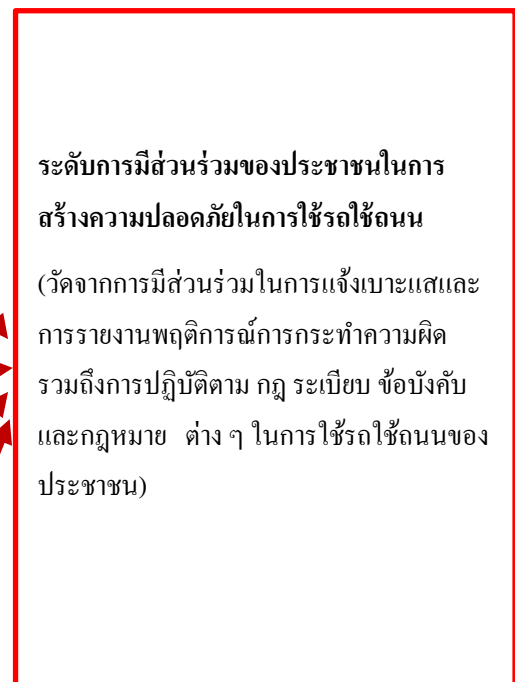 ระดับการมีส่วนร่วมของประชาชนในการ
สร้างความปลอดภัยในการใช้รถใช้ถนน
(วัดจากการมีส่วนร่วมในการแจ้งเบาะแสและ
การรายงานพฤติการณ์การกระทำความผิด
รวมถึงการปฏิบัติตาม กฎ ระเบียบ ข้อบังคับ
และกฎหมาย ต่าง ๆ ในการใช้รถใช้ถนนของ
ประชาชน)